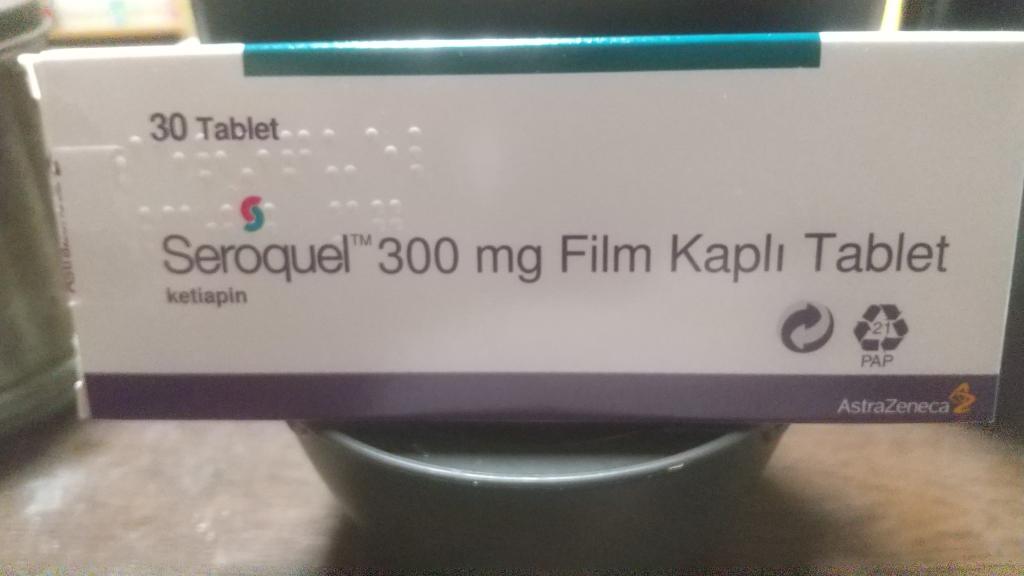 30 Tablet
Seroquel™ 300 mg Film Kaplı Tablet
ketiapin
21
PAP
AstraZeneca